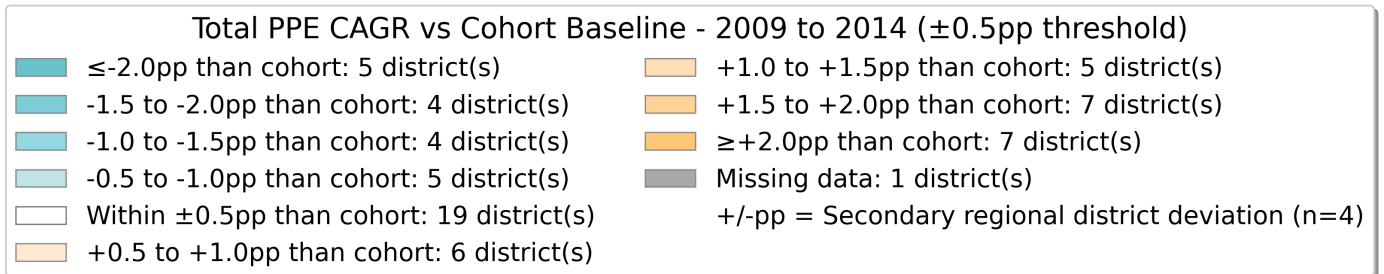 Total PPE CAGR vs Cohort Baseline - 2009 to 2014 (±0.5pp threshold)
≤-2.0pp than cohort: 5 district(s)
-1.5 to -2.0pp than cohort: 4 district(s)
-1.0 to -1.5pp than cohort: 4 district(s)
-0.5 to -1.0pp than cohort: 5 district(s)
Within ±0.5pp than cohort: 19 district(s)
+0.5 to +1.0pp than cohort: 6 district(s)
+1.0 to +1.5pp than cohort: 5 district(s)
+1.5 to +2.0pp than cohort: 7 district(s)
≥+2.0pp than cohort: 7 district(s)
Missing data: 1 district(s)
+/-pp = Secondary regional district deviation (n=4)